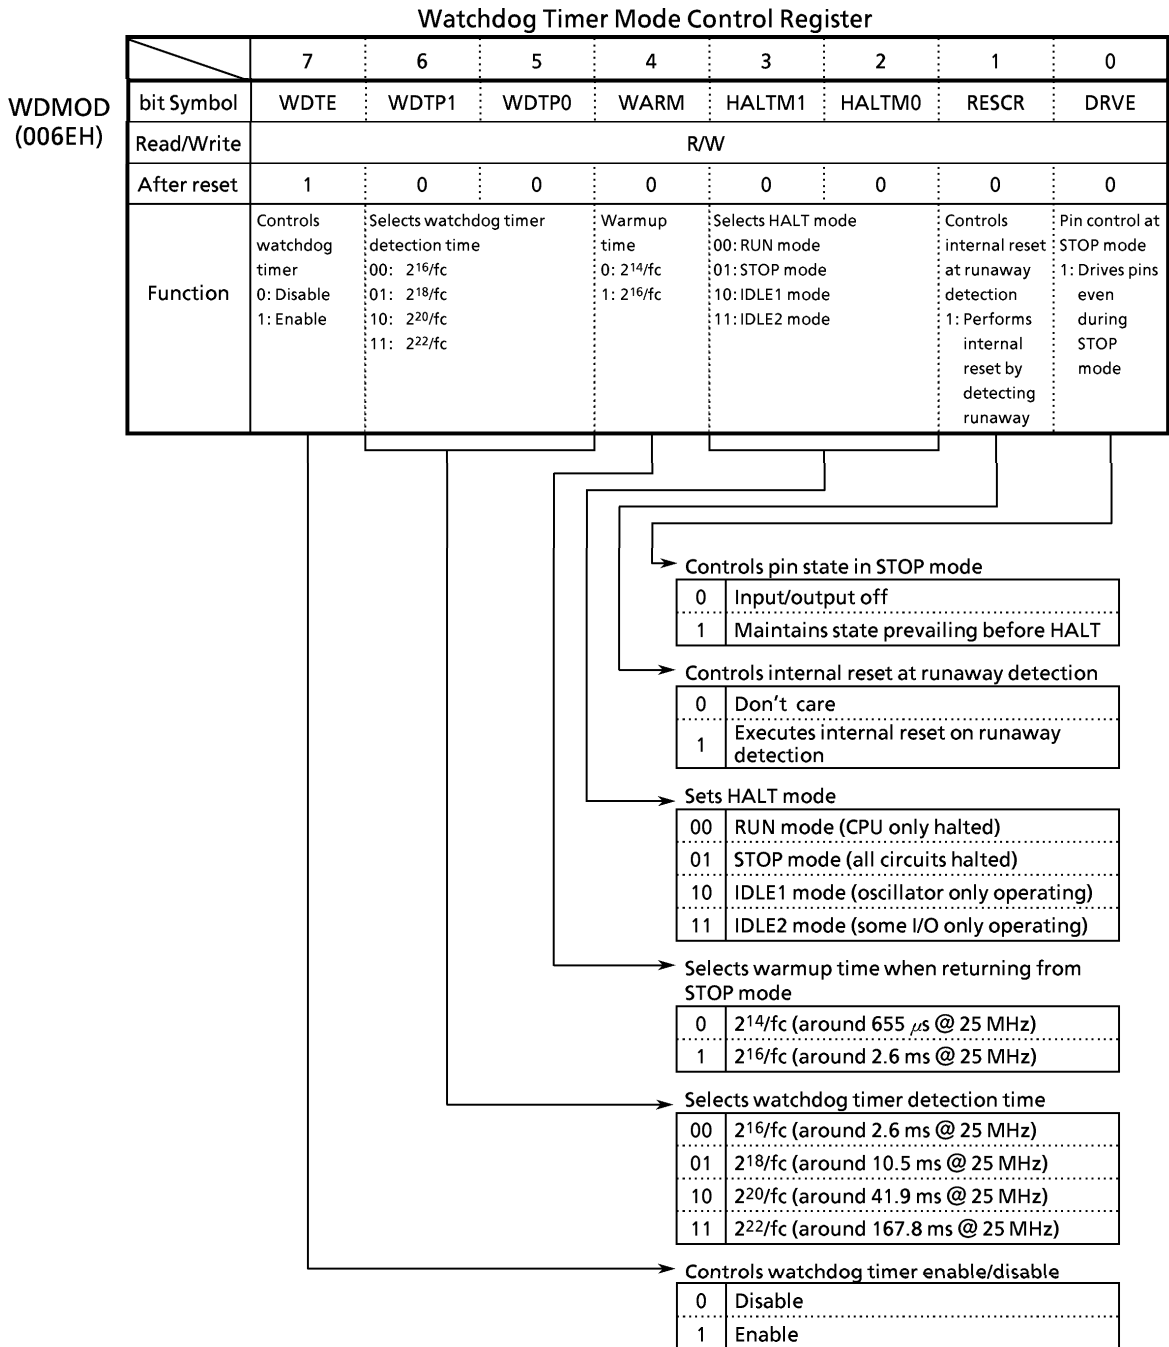 Watchdog Timer Mode Control Register
7 6 5 4 3 2 1 0
WDMOD
(006EH)
bit Symbol WDTE WDTP1 WDTP0 WARM HALTM1 HALTM0 RESCR DRVE
Read/Write R/W
After reset 1 0 0 0 0 0 0 0
Function
Controls
watchdog
timer
0: Disable
1: Enable
Selects watchdog timer
detection time
00: 2¹⁶/fc
01: 2¹⁸/fc
10: 2²⁰/fc
11: 2²²/fc
Warmup
time
0: 2¹⁴/fc
1: 2¹⁶/fc
Selects HALT mode
00: RUN mode
01: STOP mode
10: IDLE1 mode
11: IDLE2 mode
Controls
internal reset
at runaway
detection
1: Performs
internal
reset by
detecting
runaway
Pin control at
STOP mode
1: Drives pins
even
during
STOP
mode
Controls pin state in STOP mode
0 Input/output off
1 Maintains state prevailing before HALT
Controls internal reset at runaway detection
0 Don't care
1 Executes internal reset on runaway
detection
Sets HALT mode
00 RUN mode (CPU only halted)
01 STOP mode (all circuits halted)
10 IDLE1 mode (oscillator only operating)
11 IDLE2 mode (some I/O only operating)
Selects warmup time when returning from
STOP mode
0 2¹⁴/fc (around 655 μs @ 25 MHz)
1 2¹⁶/fc (around 2.6 ms @ 25 MHz)
Selects watchdog timer detection time
00 2¹⁶/fc (around 2.6 ms @ 25 MHz)
01 2¹⁸/fc (around 10.5 ms @ 25 MHz)
10 2²⁰/fc (around 41.9 ms @ 25 MHz)
11 2²²/fc (around 167.8 ms @ 25 MHz)
Controls watchdog timer enable/disable
0 Disable
1 Enable